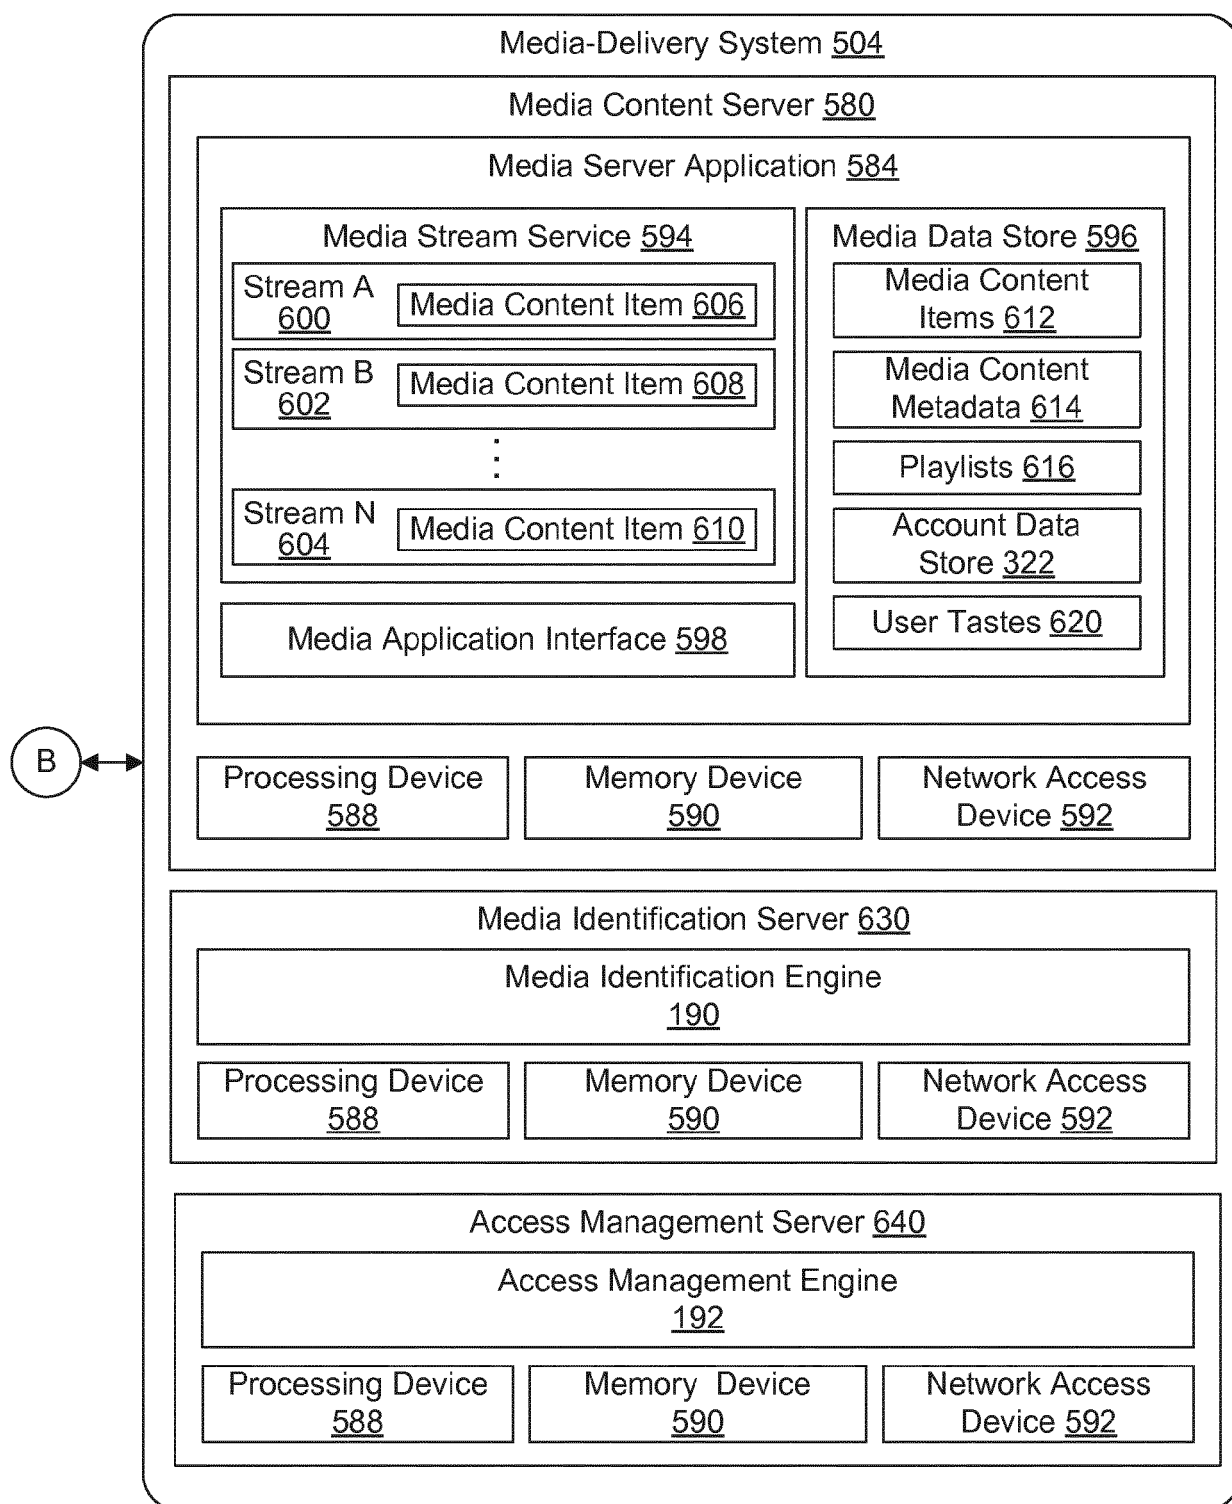 Media-Delivery System 504
Media Content Server 580
Media Server Application 584
Media Stream Service 594
Stream A
600
Media Content Item 606
Stream B
602
Media Content Item 608
Stream N
604
Media Content Item 610
Media Application Interface 598
Media Data Store 596
Media Content
Items 612
Media Content
Metadata 614
Playlists 616
Account Data
Store 322
User Tastes 620
B
Processing Device
588
Memory Device
590
Network Access
Device 592
Media Identification Server 630
Media Identification Engine
190
Processing Device
588
Memory Device
590
Network Access
Device 592
Access Management Server 640
Access Management Engine
192
Processing Device
588
Memory Device
590
Network Access
Device 592